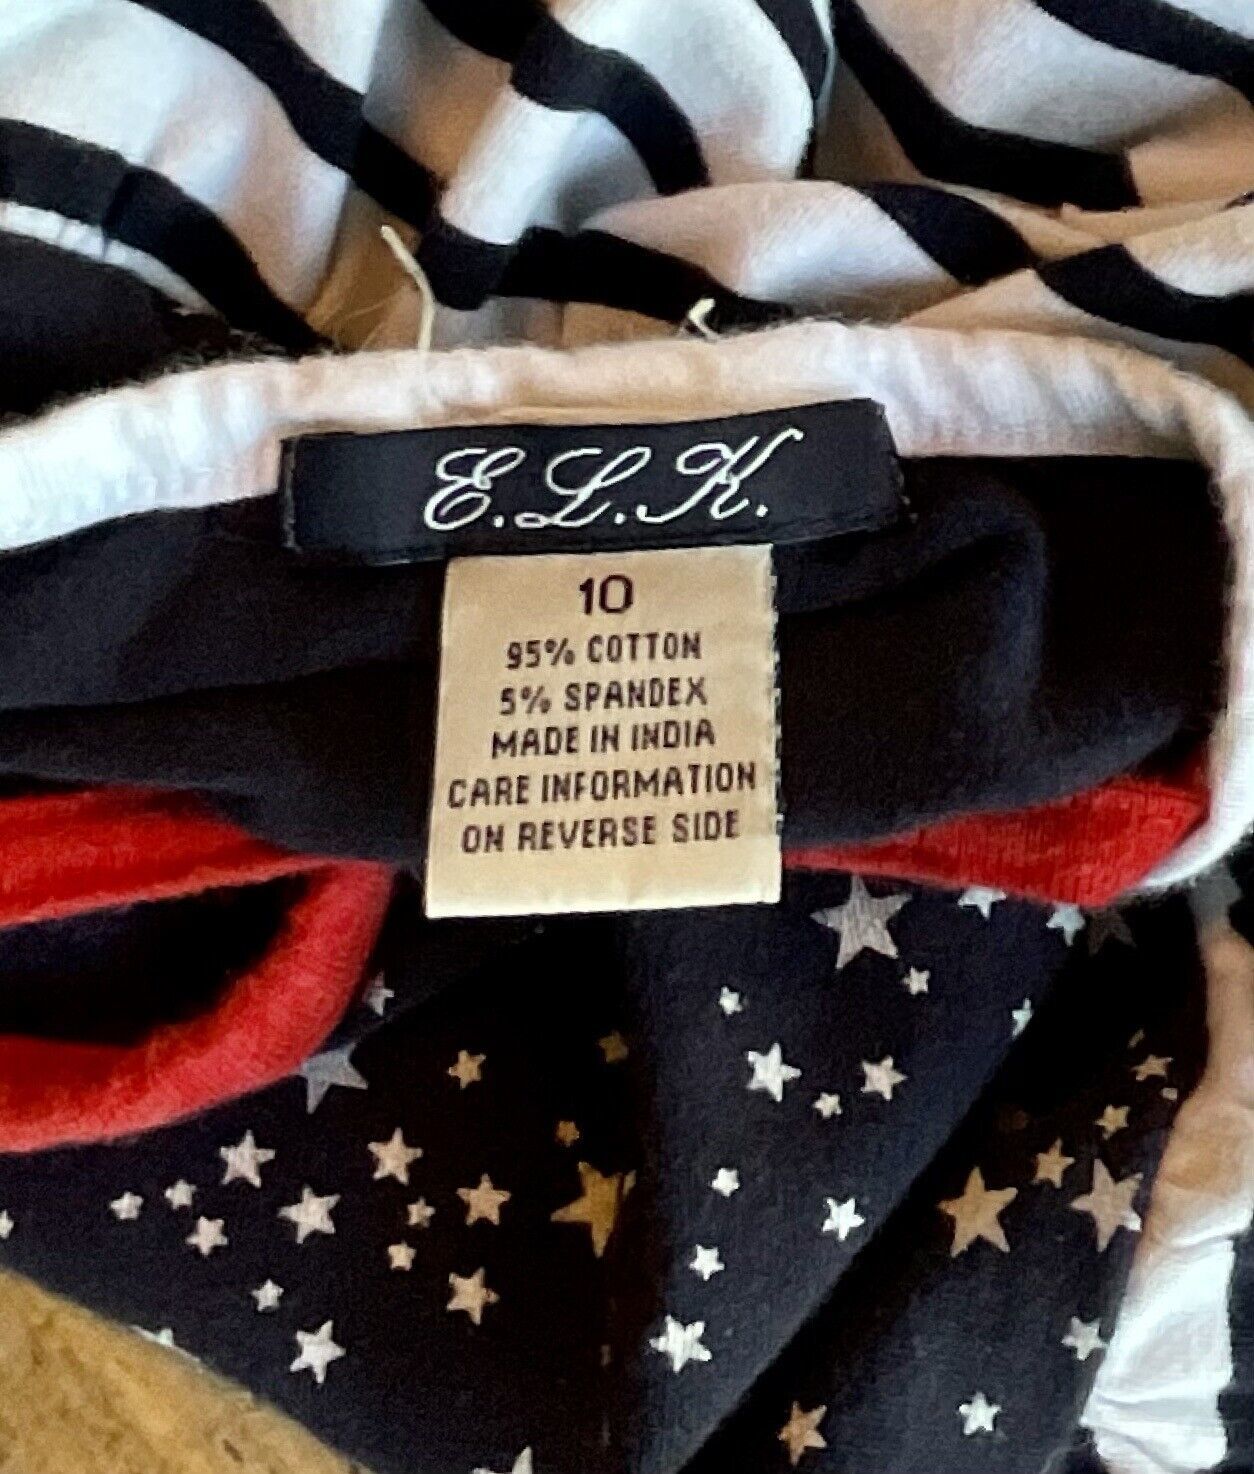 E.L.K.
10
95% COTTON
5% SPANDEX
MADE IN INDIA
CARE INFORMATION
ON REVERSE SIDE